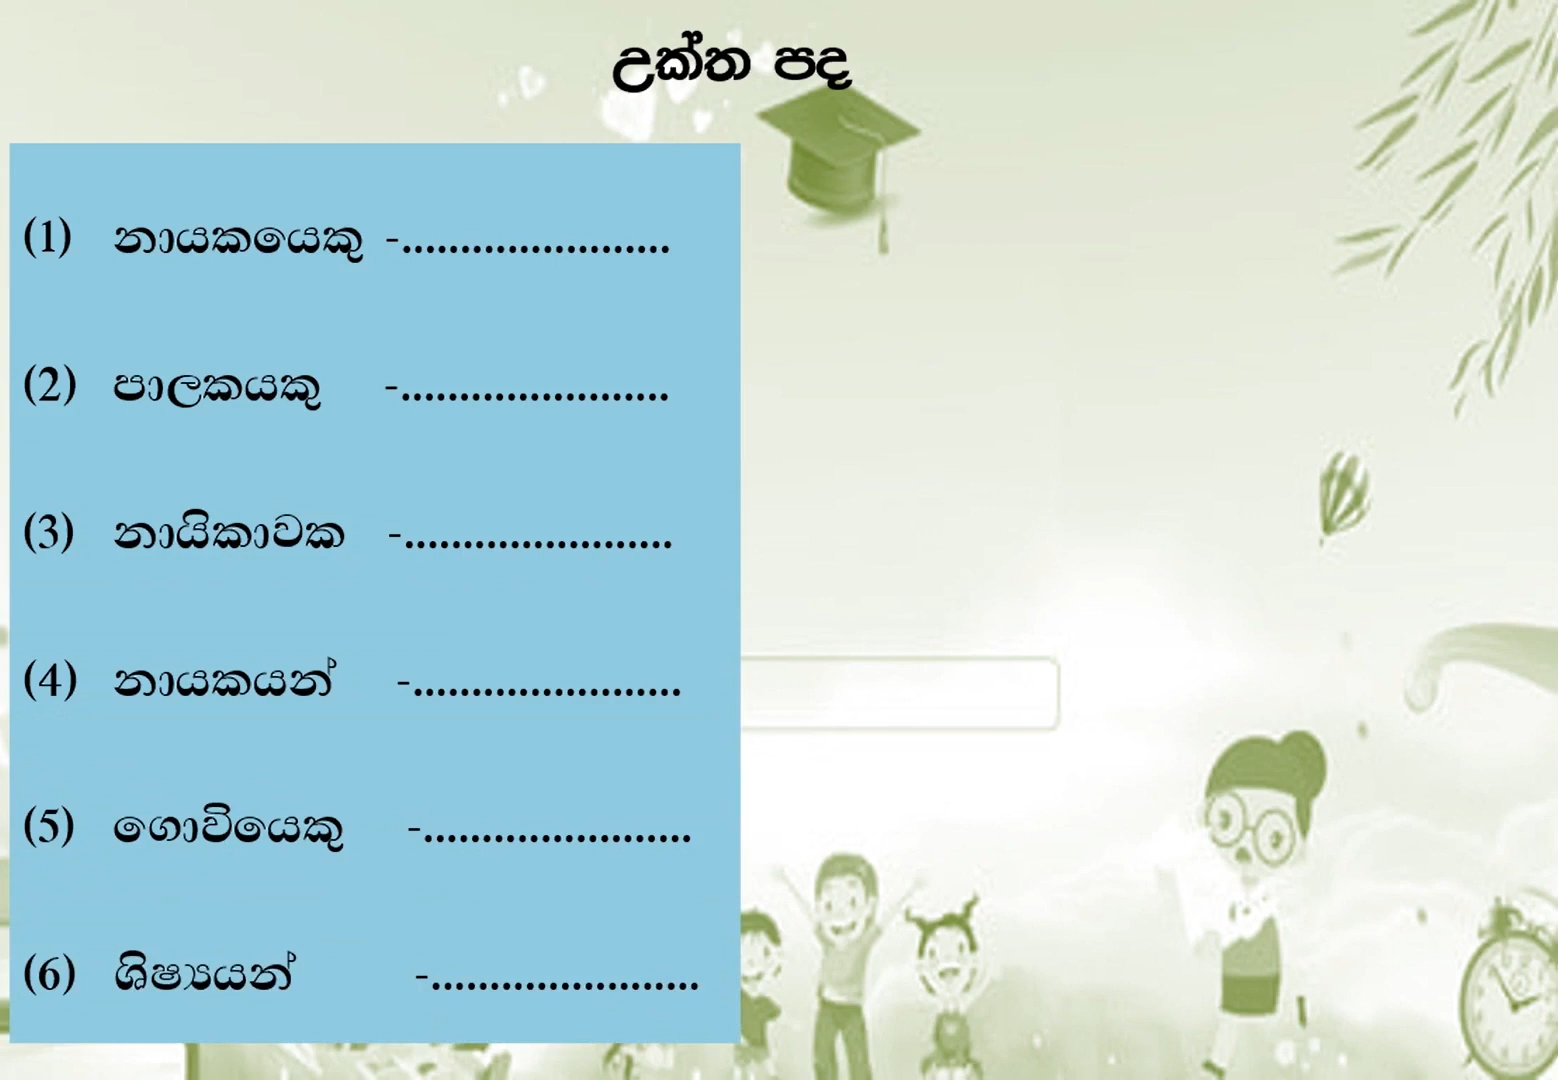 උක්ත පද
(1) නායකයෙකු -.......................
(2) පාලකයකු -.......................
(3) නායිකාවක -.......................
(4) නායකයන් -.......................
(5) ගොවියෙකු -.......................
(6) ශිෂ්‍යයන් -.......................